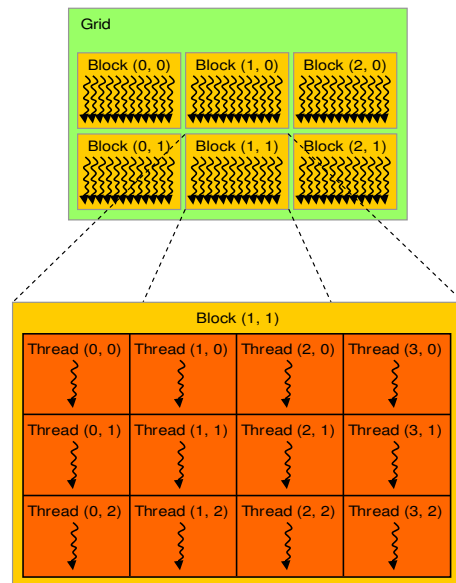 Grid
Block (0, 0) Block (1, 0) Block (2, 0)
Block (0, 1) Block (1, 1) Block (2, 1)
Block (1, 1)
Thread (0, 0) Thread (1, 0) Thread (2, 0) Thread (3, 0)
Thread (0, 1) Thread (1, 1) Thread (2, 1) Thread (3, 1)
Thread (0, 2) Thread (1, 2) Thread (2, 2) Thread (3, 2)